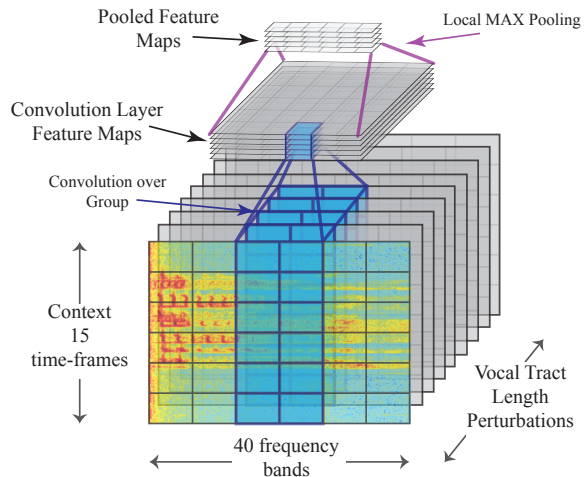 Pooled Feature
Maps
Local MAX Pooling
Convolution Layer
Feature Maps
Convolution over
Group
Context
15
time-frames
Vocal Tract
Length
Perturbations
40 frequency
bands